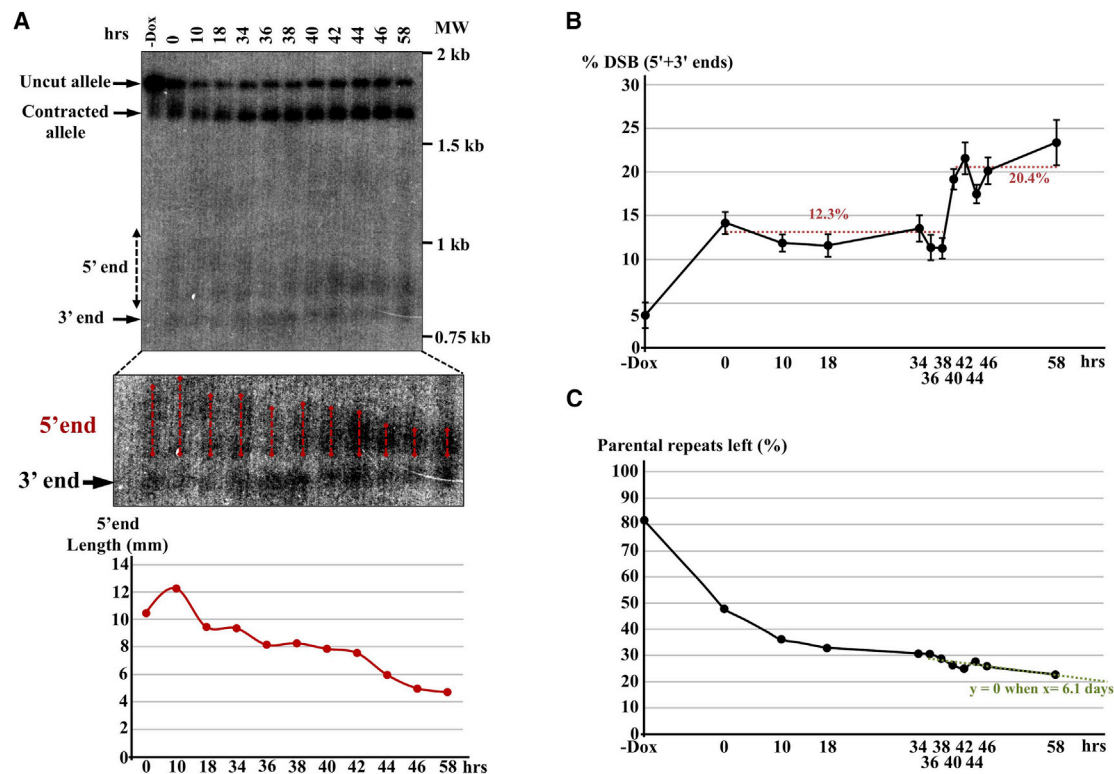 A
hrs
-Dox
0
10
18
34
36
38
40
42
44
46
58
MW
2 kb
Uncut allele
Contracted
allele
1.5 kb
1 kb
5' end
3' end
0.75 kb
5'end
3' end
5'end
Length (mm)
14
12
10
8
6
4
2
0
0 10 18 34 36 38 40 42 44 46 58 hrs
B
% DSB (5'+3' ends)
30
25
20
15
10
5
0
12.3%
20.4%
-Dox 0 10 18 34 38 42 46 58 hrs
36 40 44
C
Parental repeats left (%)
100
90
80
70
60
50
40
30
20
10
0
y = 0 when x= 6.1 days
-Dox 0 10 18 34 38 42 46 58 hrs
36 40 44